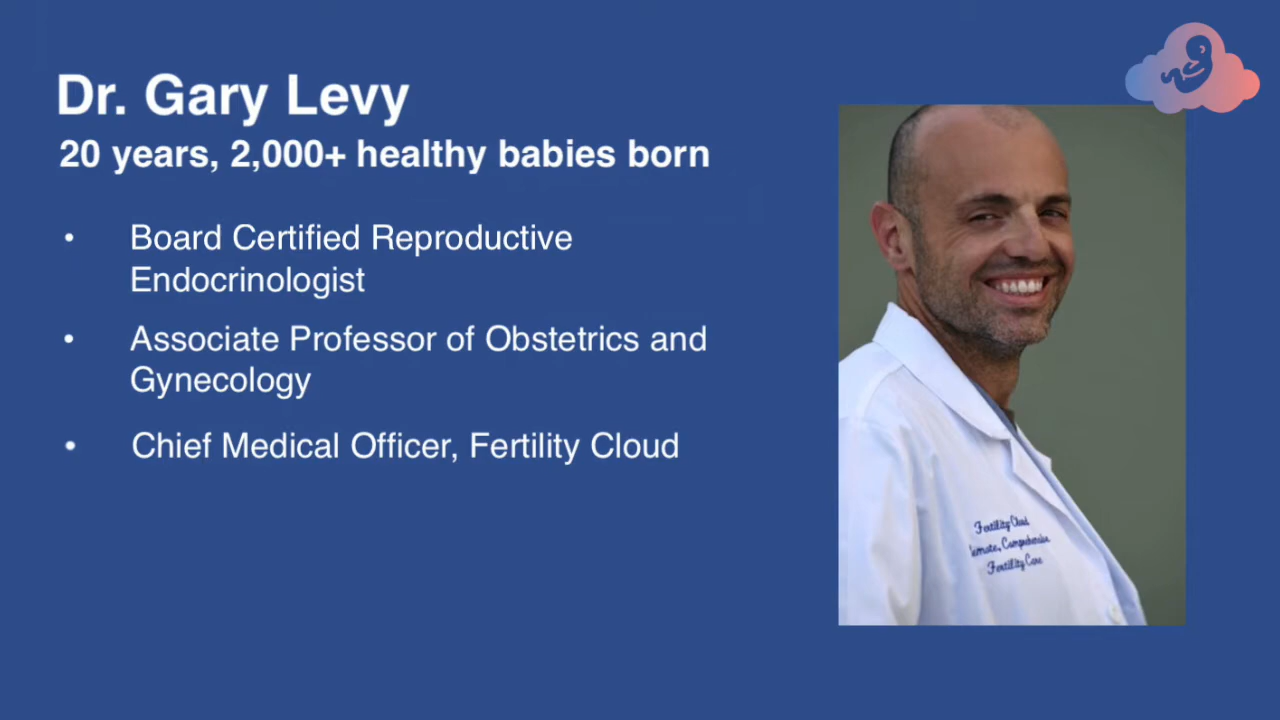 Dr. Gary Levy
20 years, 2,000+ healthy babies born
• Board Certified Reproductive
Endocrinologist
• Associate Professor of Obstetrics and
Gynecology
• Chief Medical Officer, Fertility Cloud
Fertility Cloud
Remote, Comprehensive
Fertility Care